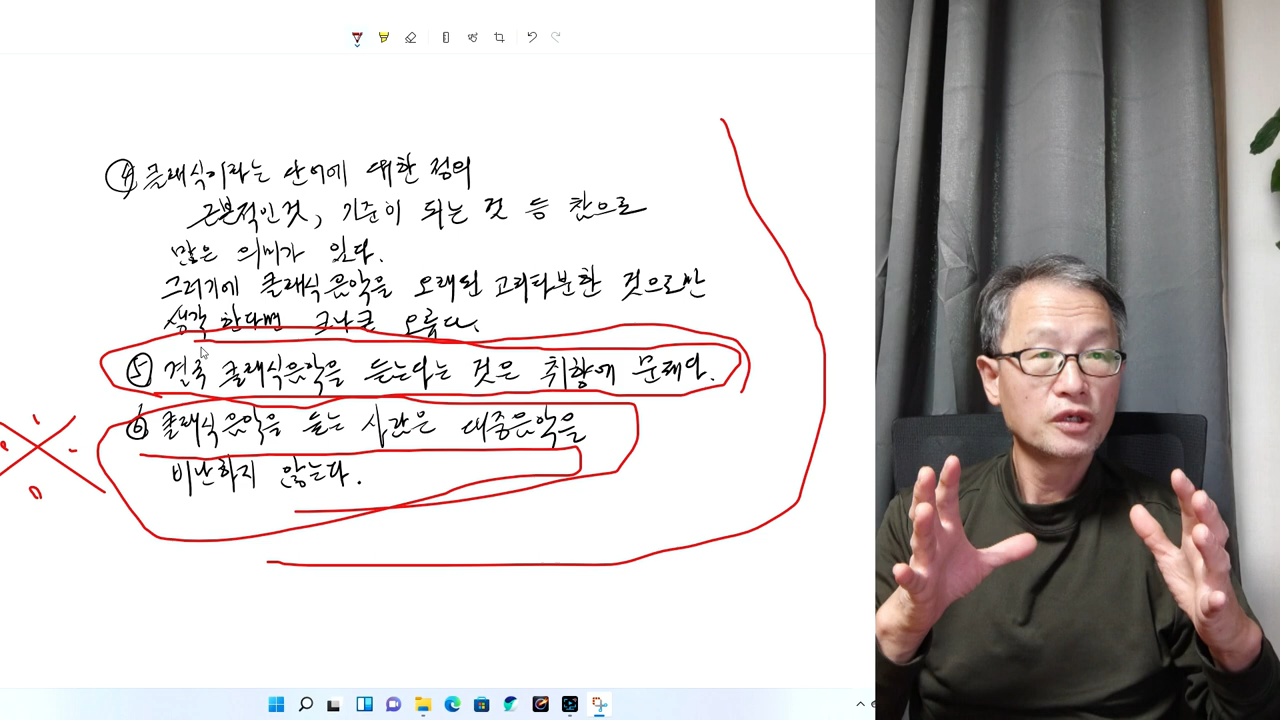 ④ 클래식이라는 단어에 대한 정의
근본적인것, 기준이 되는 것 등 참으로
많은 의미가 있다.
그러기에 클래식음악을 오래된 고리타분한 것으로만
생각한다면 크나큰 오류다.
⑤ 결국 클래식음악을 듣는다는 것은 취향에 문제다.
⑥ 클래식음악을 듣는 사람은 대중음악을
비난하지 않는다.